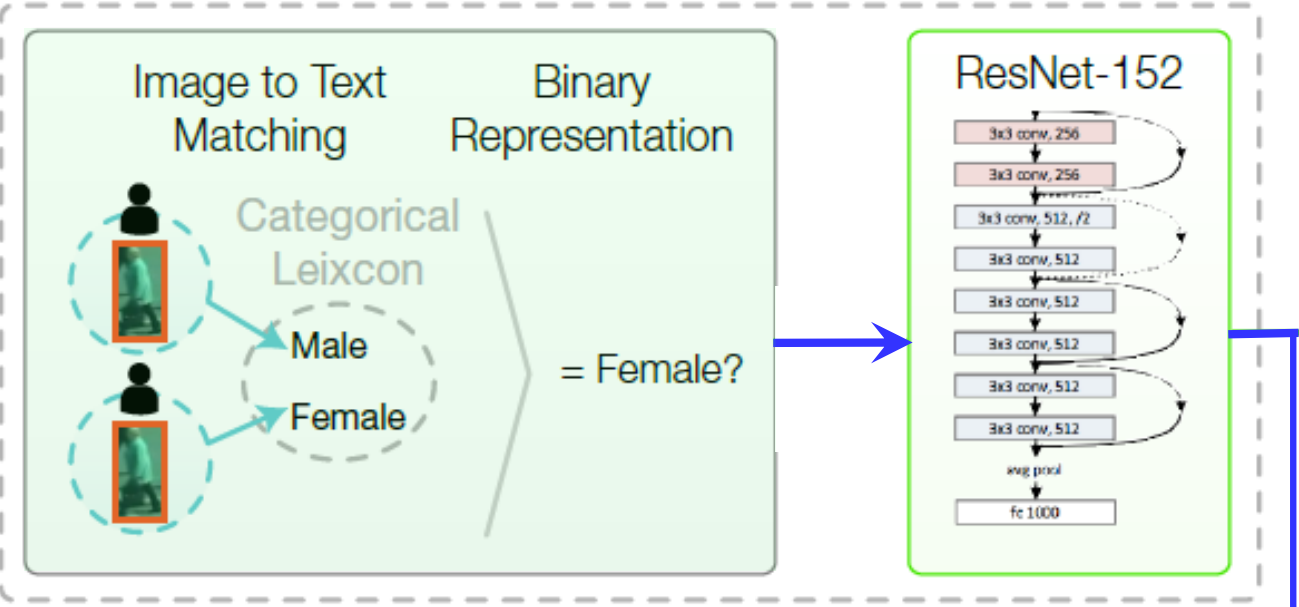 Image to Text
Matching
Binary
Representation
Categorical
Leixcon
Male
Female
= Female?
ResNet-152
3x3 conv, 256
3x3 conv, 256
3x3 conv, 512, /2
3x3 conv, 512
3x3 conv, 512
3x3 conv, 512
3x3 conv, 512
3x3 conv, 512
avg pool
fc 1000